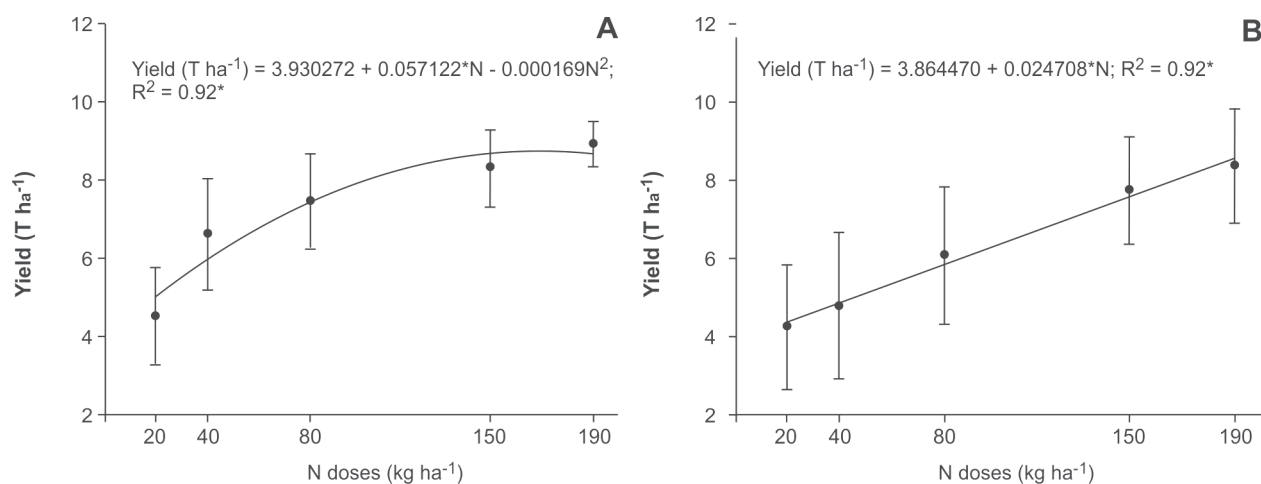 A
Yield (T ha⁻¹) = 3.930272 + 0.057122*N - 0.000169N²;
R² = 0.92*
12
10
8
6
4
2
Yield (T ha⁻¹)
20 40 80 150 190
N doses (kg ha⁻¹)
B
Yield (T ha⁻¹) = 3.864470 + 0.024708*N; R² = 0.92*
12
10
8
6
4
2
Yield (T ha⁻¹)
20 40 80 150 190
N doses (kg ha⁻¹)